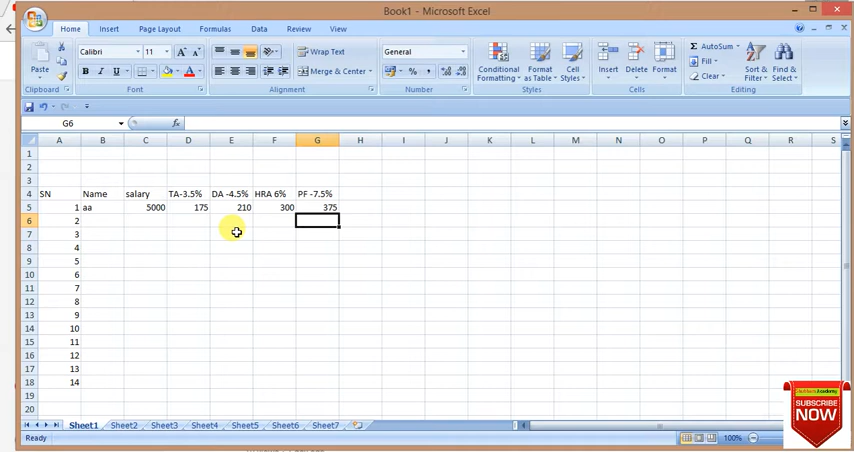 Book1 - Microsoft Excel
Home Insert Page Layout Formulas Data Review View
Calibri 11 Wrap Text General AutoSum
Paste B I U Merge & Center % , Conditional Formatting Format as Table Cell Styles Insert Delete Format Fill Clear Sort & Filter Find & Select
Clipboard Font Alignment Number Styles Cells Editing
G6 fx
A B C D E F G H I J K L M N O P Q R S
1
2
3
4 SN Name salary TA-3.5% DA -4.5% HRA 6% PF -7.5%
5 1 aa 5000 175 210 300 375
6 2
7 3
8 4
9 5
10 6
11 7
12 8
13 9
14 10
15 11
16 12
17 13
18 14
19
20
Sheet1 Sheet2 Sheet3 Sheet4 Sheet5 Sheet6 Sheet7
Ready 100%
Academy
SUBSCRIBE
NOW